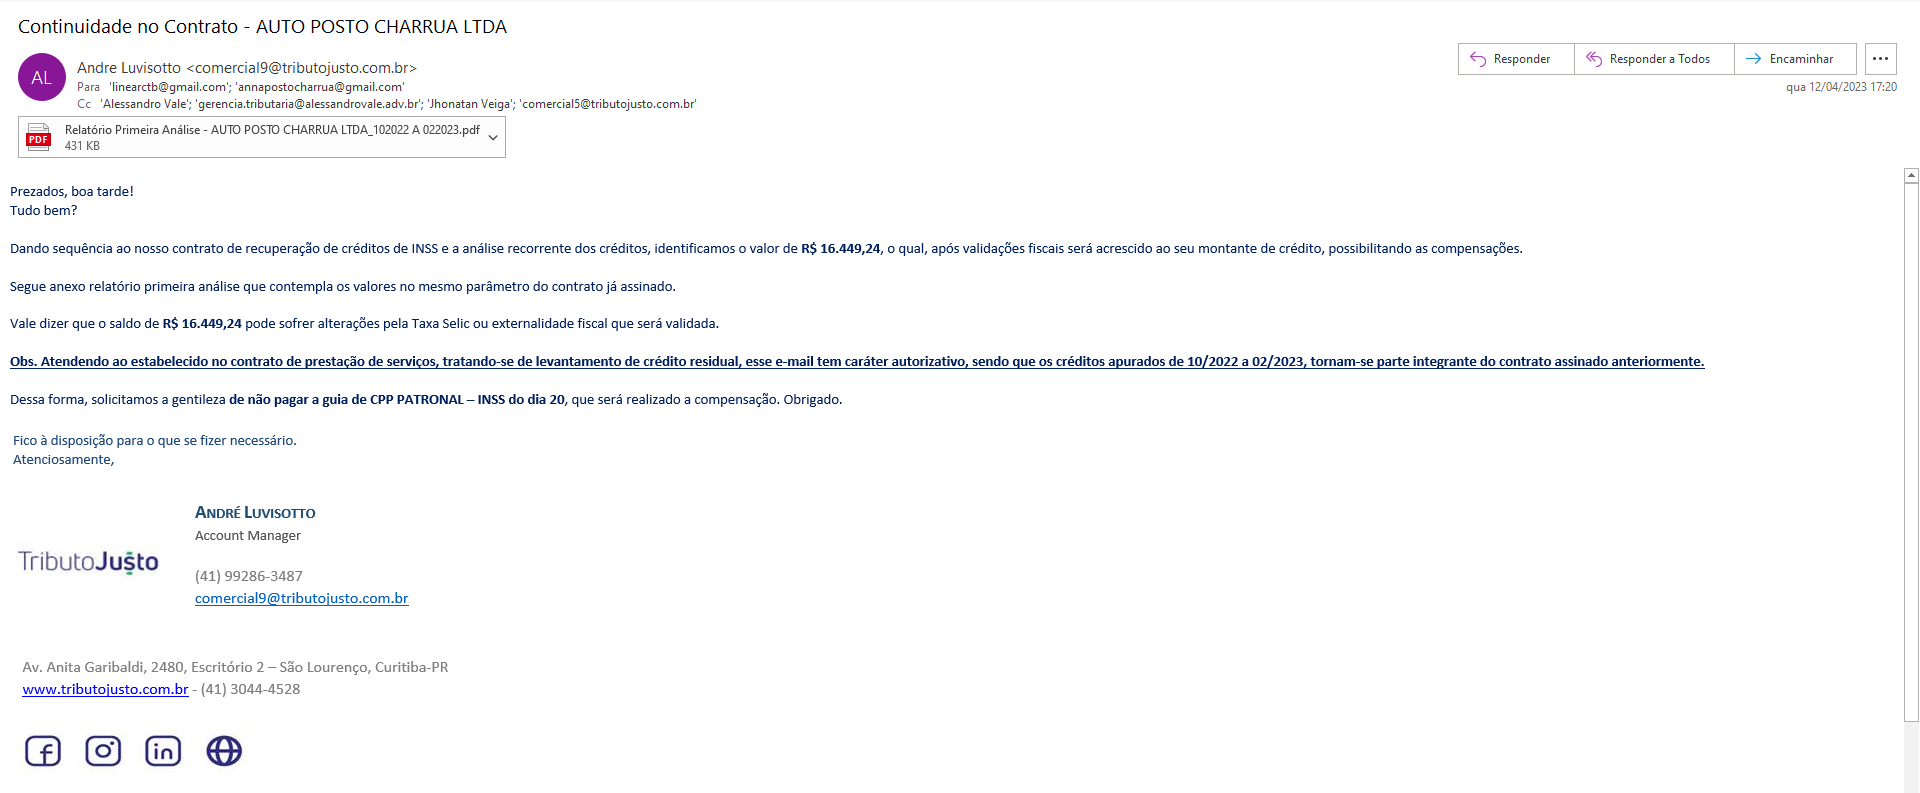 Continuidade no Contrato - AUTO POSTO CHARRUA LTDA
AL
Andre Luvisotto <comercial9@tributojusto.com.br>
Para 'linearctb@gmail.com'; 'annapostocharrua@gmail.com'
Cc 'Alessandro Vale'; 'gerencia.tributaria@alessandrovale.adv.br'; 'Jhonatan Veiga'; 'comercial5@tributojusto.com.br'
Responder
Responder a Todos
Encaminhar
qua 12/04/2023 17:20
PDF
Relatório Primeira Análise - AUTO POSTO CHARRUA LTDA_102022 A 022023.pdf
431 KB
Prezados, boa tarde!
Tudo bem?
Dando sequência ao nosso contrato de recuperação de créditos de INSS e a análise recorrente dos créditos, identificamos o valor de R$ 16.449,24, o qual, após validações fiscais será acrescido ao seu montante de crédito, possibilitando as compensações.
Segue anexo relatório primeira análise que contempla os valores no mesmo parâmetro do contrato já assinado.
Vale dizer que o saldo de R$ 16.449,24 pode sofrer alterações pela Taxa Selic ou externalidade fiscal que será validada.
Obs. Atendendo ao estabelecido no contrato de prestação de serviços, tratando-se de levantamento de crédito residual, esse e-mail tem caráter autorizativo, sendo que os créditos apurados de 10/2022 a 02/2023, tornam-se parte integrante do contrato assinado anteriormente.
Dessa forma, solicitamos a gentileza de não pagar a guia de CPP PATRONAL – INSS do dia 20, que será realizado a compensação. Obrigado.
Fico à disposição para o que se fizer necessário.
Atenciosamente,
ANDRÉ LUVISOTTO
Account Manager
TributoJusto
(41) 99286-3487
comercial9@tributojusto.com.br
Av. Anita Garibaldi, 2480, Escritório 2 – São Lourenço, Curitiba-PR
www.tributojusto.com.br - (41) 3044-4528